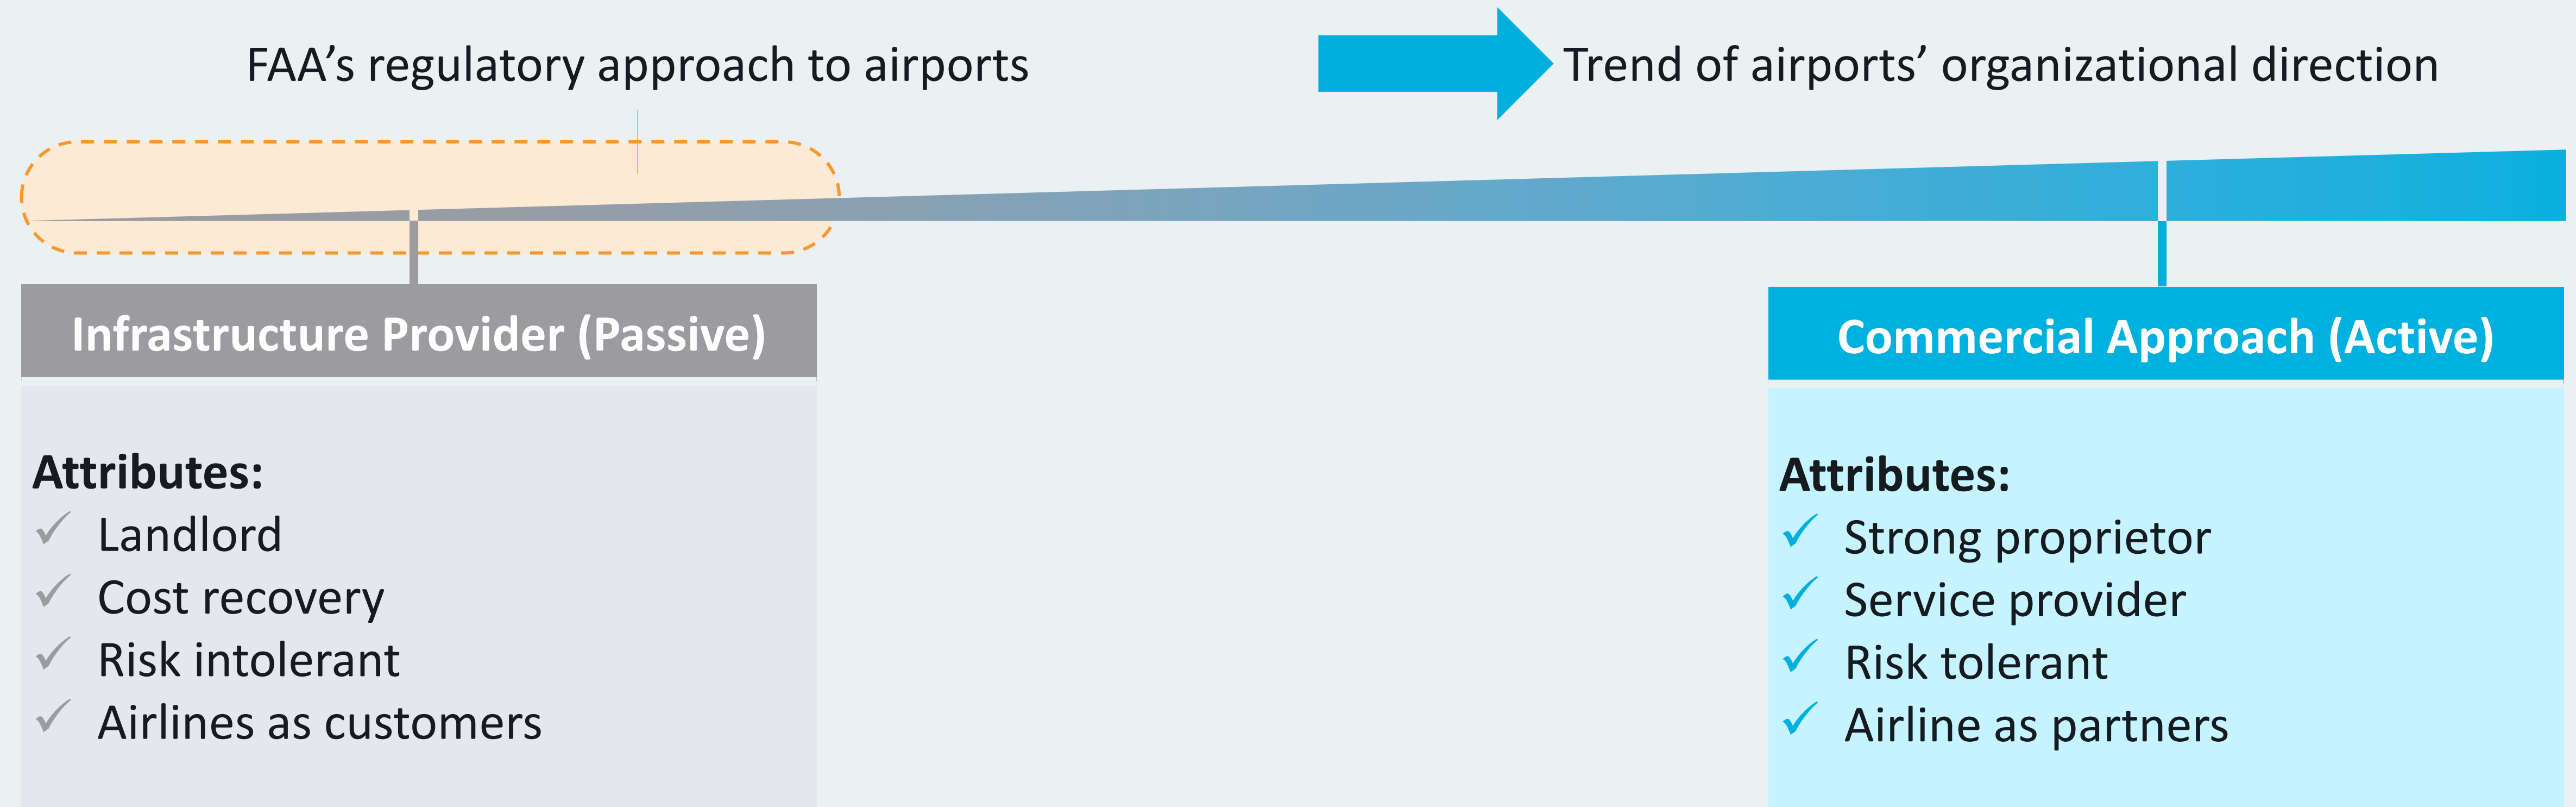 FAA’s regulatory approach to airports
Trend of airports’ organizational direction
Infrastructure Provider (Passive)
Attributes:
✓ Landlord
✓ Cost recovery
✓ Risk intolerant
✓ Airlines as customers
Commercial Approach (Active)
Attributes:
✓ Strong proprietor
✓ Service provider
✓ Risk tolerant
✓ Airline as partners